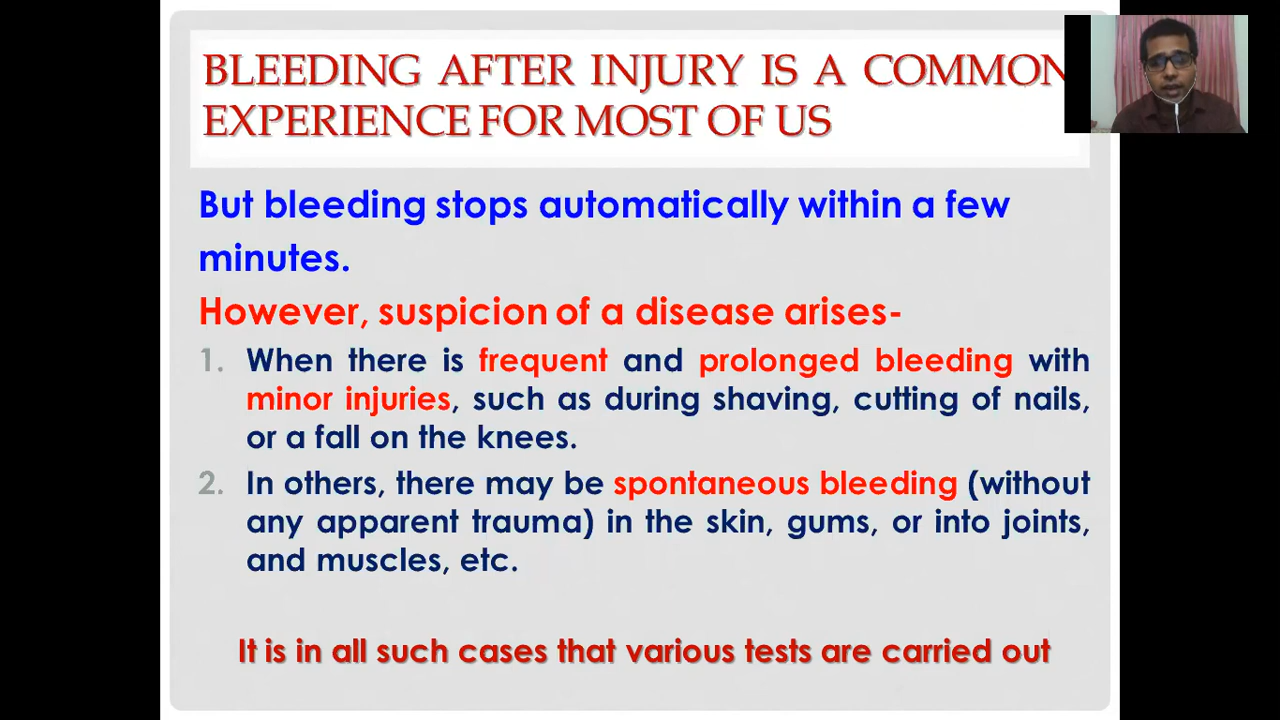 BLEEDING AFTER INJURY IS A COMMON
EXPERIENCE FOR MOST OF US
But bleeding stops automatically within a few
minutes.
However, suspicion of a disease arises-
1. When there is frequent and prolonged bleeding with
minor injuries, such as during shaving, cutting of nails,
or a fall on the knees.
2. In others, there may be spontaneous bleeding (without
any apparent trauma) in the skin, gums, or into joints,
and muscles, etc.
It is in all such cases that various tests are carried out